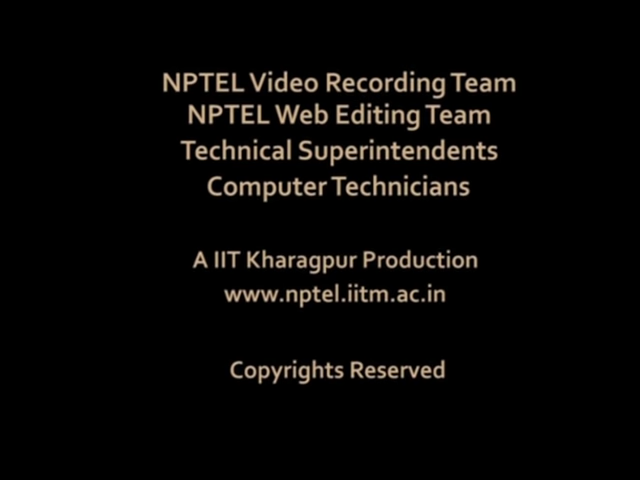 NPTEL Video Recording Team
NPTEL Web Editing Team
Technical Superintendents
Computer Technicians
A IIT Kharagpur Production
www.nptel.iitm.ac.in
Copyrights Reserved